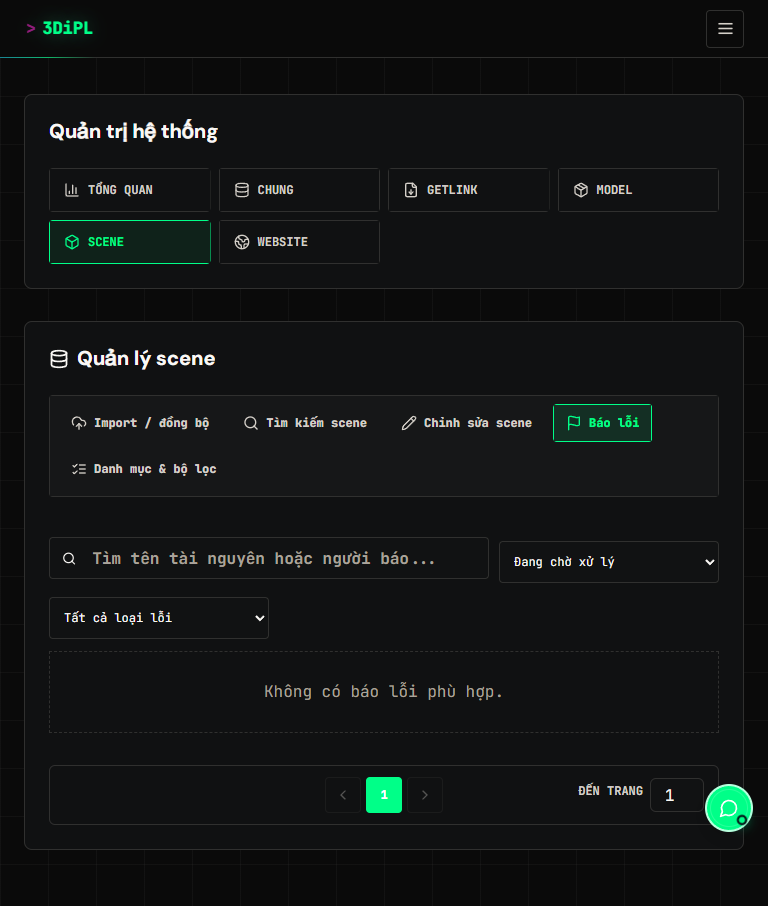 > 3DiPL
Quản trị hệ thống
TỔNG QUAN
CHUNG
GETLINK
MODEL
SCENE
WEBSITE
Quản lý scene
Import / đồng bộ
Tìm kiếm scene
Chỉnh sửa scene
Báo lỗi
Danh mục & bộ lọc
Tìm tên tài nguyên hoặc người báo...
Đang chờ xử lý
Tất cả loại lỗi
Không có báo lỗi phù hợp.
1
ĐẾN TRANG
1